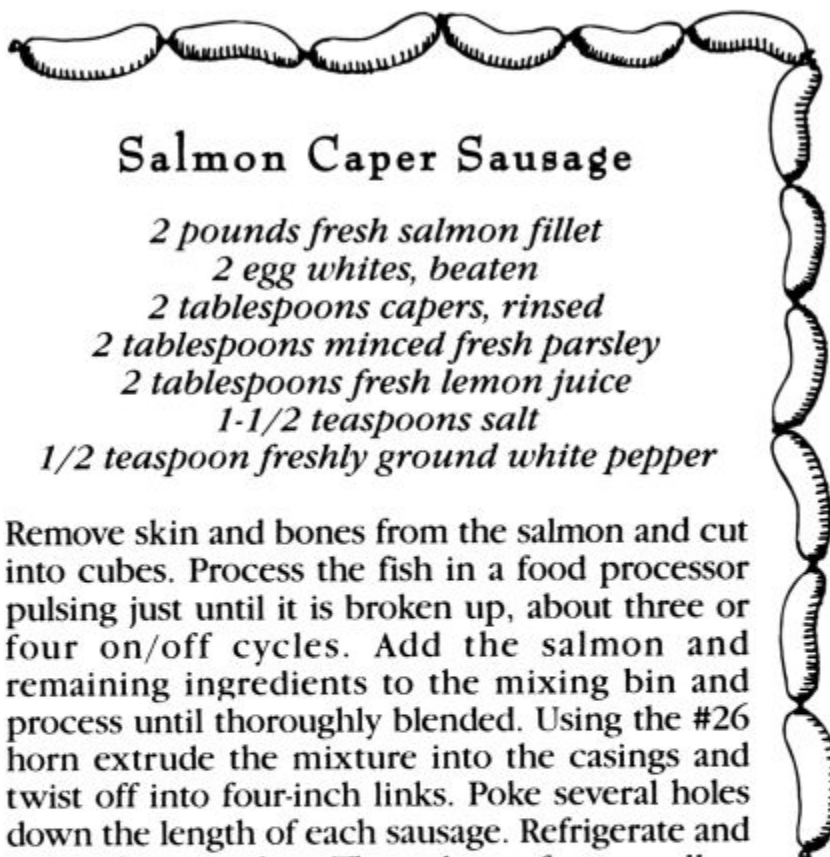 Salmon Caper Sausage
2 pounds fresh salmon fillet
2 egg whites, beaten
2 tablespoons capers, rinsed
2 tablespoons minced fresh parsley
2 tablespoons fresh lemon juice
1-1/2 teaspoons salt
1/2 teaspoon freshly ground white pepper
Remove skin and bones from the salmon and cut
into cubes. Process the fish in a food processor
pulsing just until it is broken up, about three or
four on/off cycles. Add the salmon and
remaining ingredients to the mixing bin and
process until thoroughly blended. Using the #26
horn extrude the mixture into the casings and
twist off into four-inch links. Poke several holes
down the length of each sausage. Refrigerate and